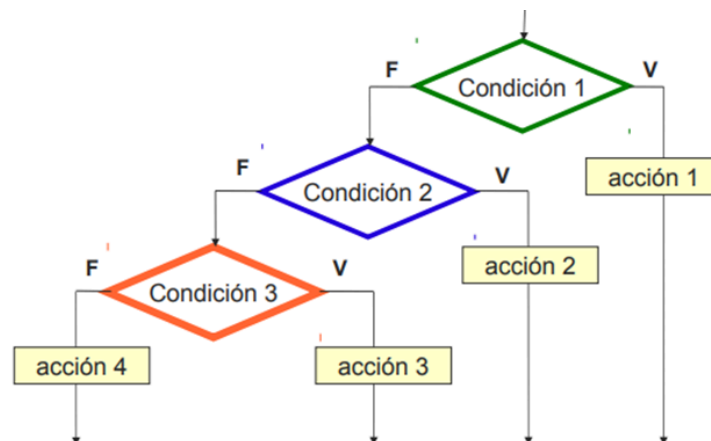 F
V
Condición 1
F
V
acción 1
Condición 2
F
V
acción 2
Condición 3
acción 4
acción 3